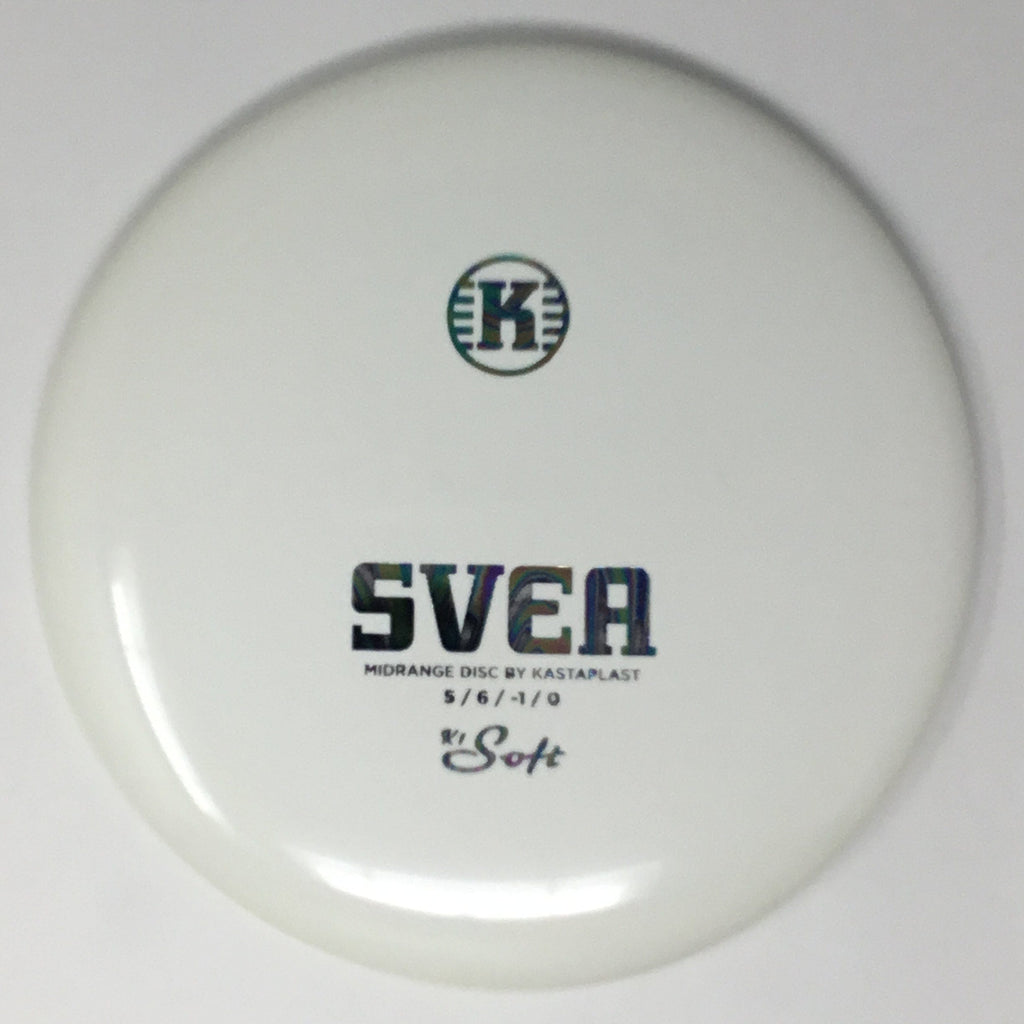 K
SVEA
MIDRANGE DISC BY KASTAPLAST
5 / 6 / -1 / 0
K1 Soft